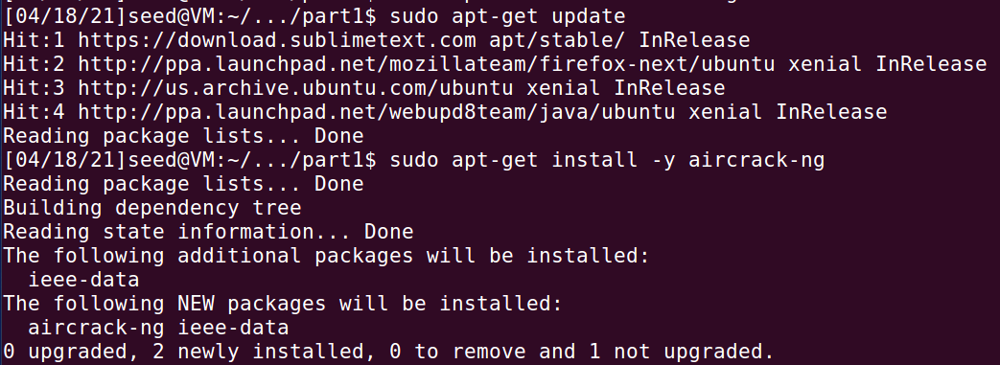 [04/18/21]seed@VM:~/.../part1$ sudo apt-get update
Hit:1 https://download.sublimetext.com apt/stable/ InRelease
Hit:2 http://ppa.launchpad.net/mozillateam/firefox-next/ubuntu xenial InRelease
Hit:3 http://us.archive.ubuntu.com/ubuntu xenial InRelease
Hit:4 http://ppa.launchpad.net/webupd8team/java/ubuntu xenial InRelease
Reading package lists... Done
[04/18/21]seed@VM:~/.../part1$ sudo apt-get install -y aircrack-ng
Reading package lists... Done
Building dependency tree
Reading state information... Done
The following additional packages will be installed:
  ieee-data
The following NEW packages will be installed:
  aircrack-ng ieee-data
0 upgraded, 2 newly installed, 0 to remove and 1 not upgraded.